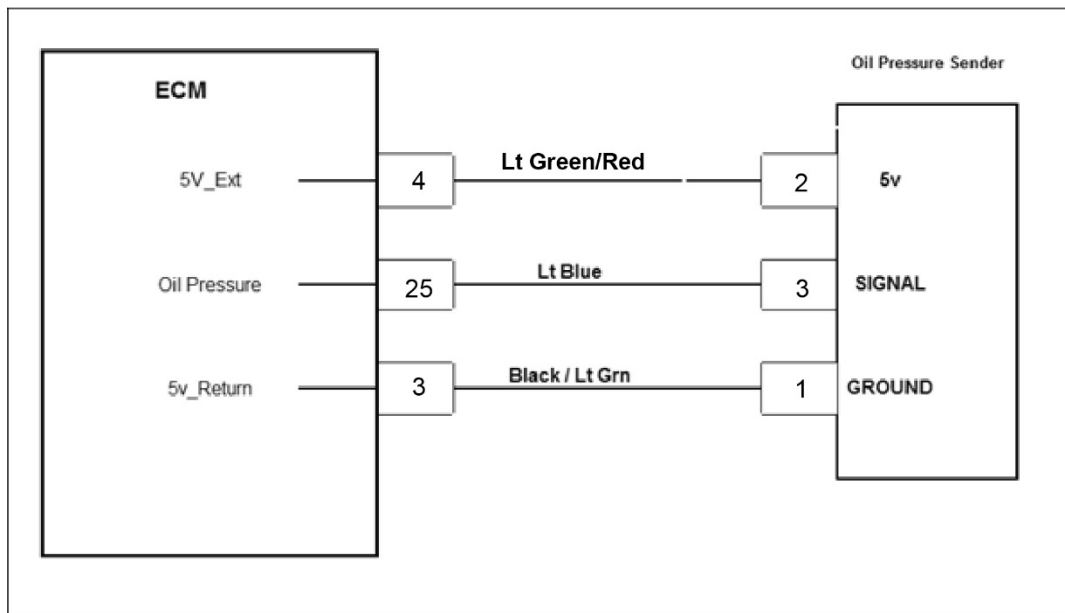 Oil Pressure Sender
ECM
5V_Ext
4
Lt Green/Red
2
5v
Oil Pressure
25
Lt Blue
3
SIGNAL
5v_Return
3
Black / Lt Grn
1
GROUND